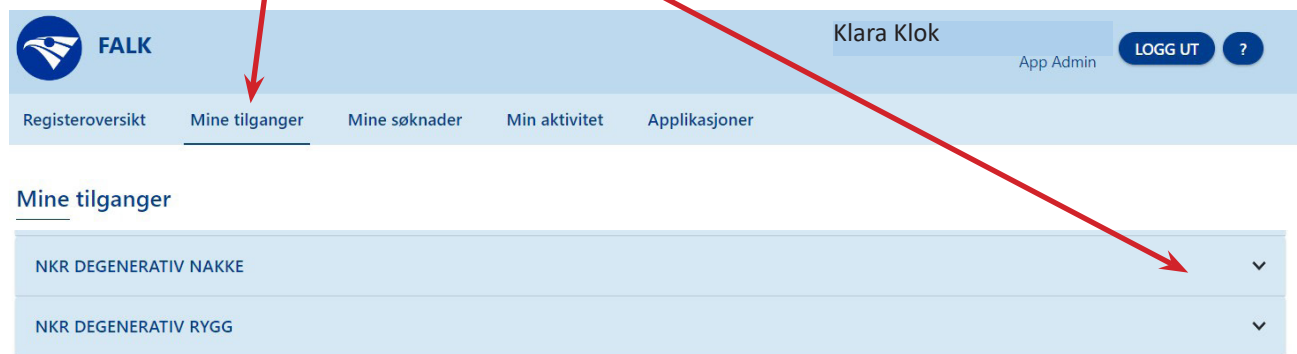 FALK
Klara Klok
App Admin
LOGG UT
?
Registeroversikt Mine tilganger Mine søknader Min aktivitet Applikasjoner
Mine tilganger
NKR DEGENERATIV NAKKE
NKR DEGENERATIV RYGG